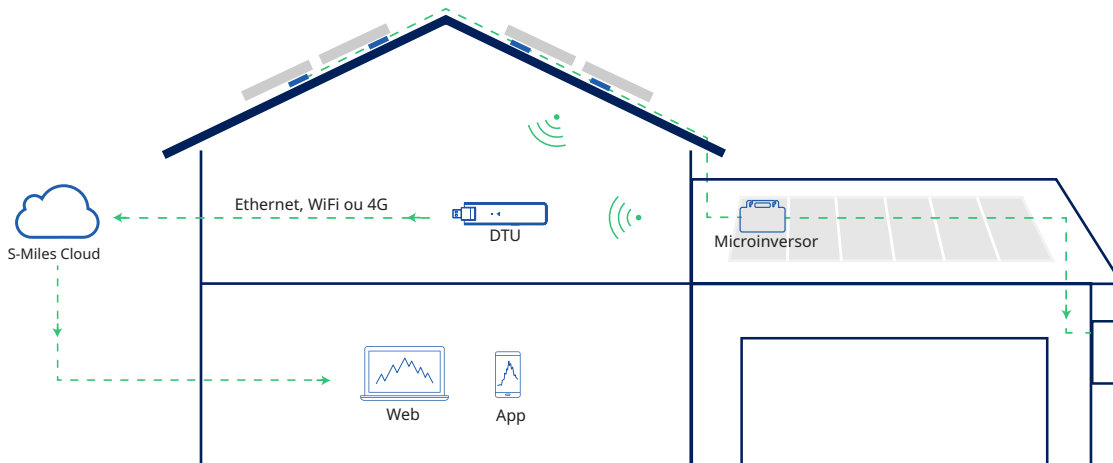 Ethernet, WiFi ou 4G
DTU
Microinversor
S-Miles Cloud
Web
App